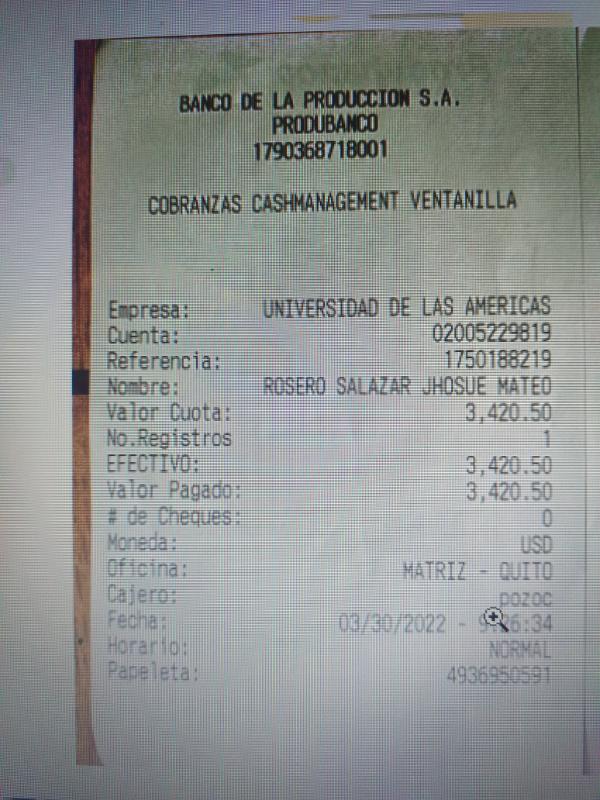 BANCO DE LA PRODUCCION S.A.
PRODUBANCO
1790368718001
COBRANZAS CASHMANAGEMENT VENTANILLA
Empresa: UNIVERSIDAD DE LAS AMERICAS
Cuenta: 02005229819
Referencia: 1750188219
Nombre: ROSERO SALAZAR JHOSUE MATEO
Valor Cuota: 3,420.50
No.Registros 1
EFECTIVO: 3,420.50
Valor Pagado: 3,420.50
# de Cheques: 0
Moneda: USD
Oficina: MATRIZ - QUITO
Cajero: pozoc
Fecha: 03/30/2022 -
Horario: NORMAL
Papeleta: 4936950591